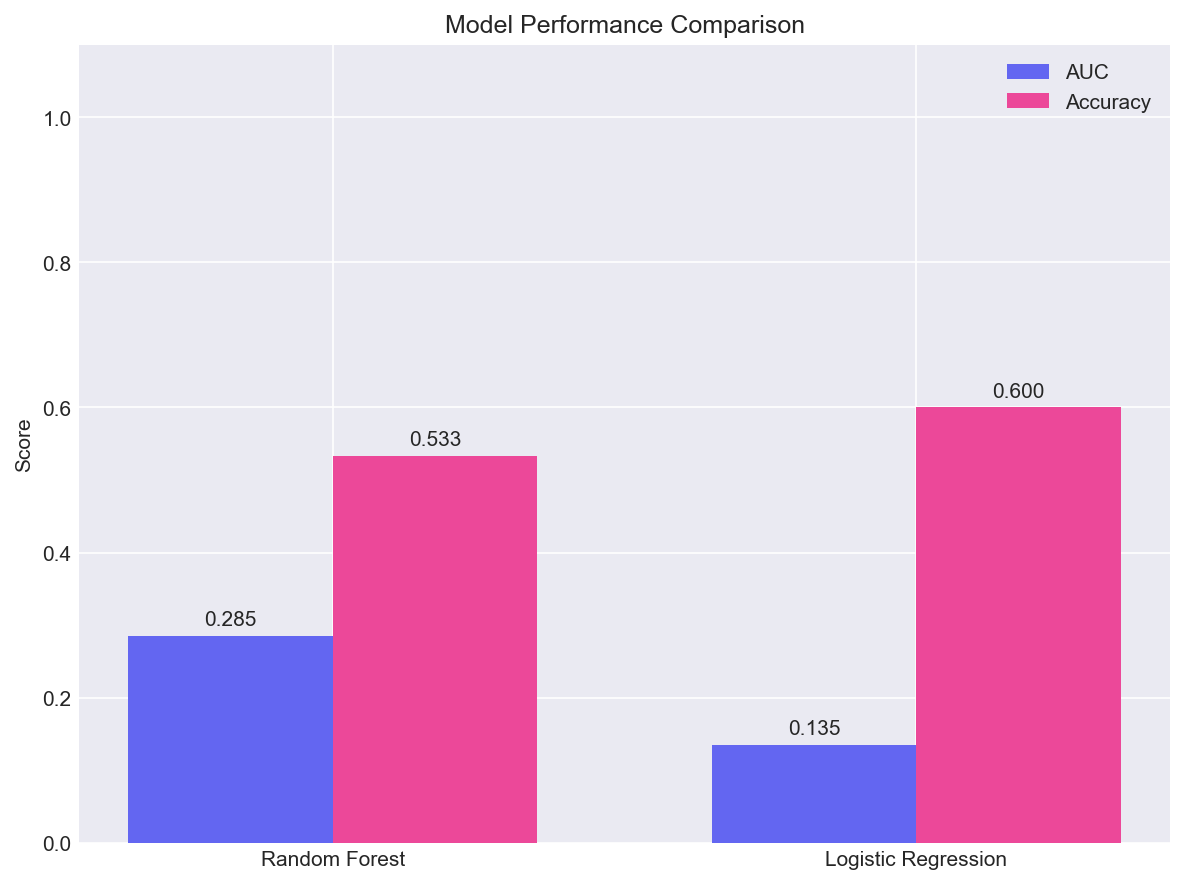 Model Performance Comparison
AUC
Accuracy
1.0
0.8
0.6
0.4
0.2
0.0
Score
0.285
0.533
0.135
0.600
Random Forest
Logistic Regression